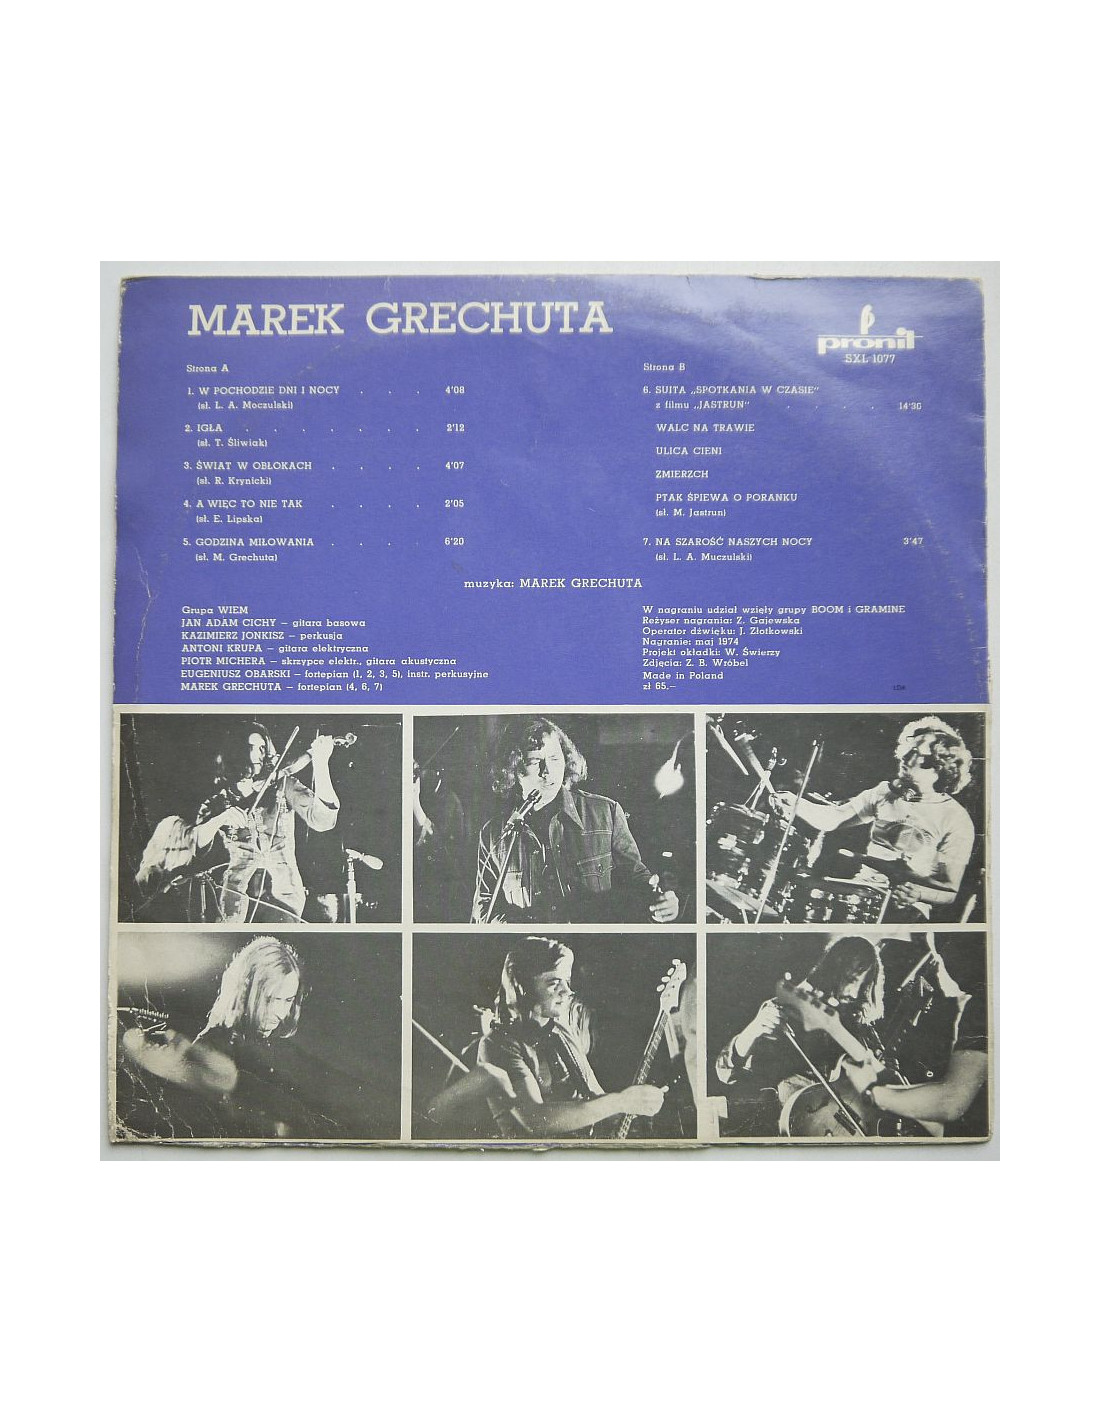 MAREK GRECHUTA
pronit
SXL 1077
Strona A
1. W POCHODZIE DNI I NOCY . . . 4'08
(sł. L. A. Moczulski)
2. IGŁA . . . . . . . 2'12
(sł. T. Śliwiak)
3. ŚWIAT W OBŁOKACH . . . . 4'07
(sł. R. Krynicki)
4. A WIĘC TO NIE TAK . . . . 2'05
(sł. E. Lipska)
5. GODZINA MIŁOWANIA . . . . 6'20
(sł. M. Grechuta)
Strona B
6. SUITA „SPOTKANIA W CZASIE"
z filmu „JASTRUN" . . . . 14'30
WALC NA TRAWIE
ULICA CIENI
ZMIERZCH
PTAK ŚPIEWA O PORANKU
(sł. M. Jastrun)
7. NA SZAROŚĆ NASZYCH NOCY 3'47
(sł. L. A. Muczulski)
muzyka: MAREK GRECHUTA
Grupa WIEM
JAN ADAM CICHY — gitara basowa
KAZIMIERZ JONKISZ — perkusja
ANTONI KRUPA — gitara elektryczna
PIOTR MICHERA — skrzypce elektr., gitara akustyczna
EUGENIUSZ OBARSKI — fortepian (1, 2, 3, 5), instr. perkusyjne
MAREK GRECHUTA — fortepian (4, 6, 7)
W nagraniu udział wzięły grupy BOOM i GRAMINE
Reżyser nagrania: Z. Gajewska
Operator dźwięku: J. Złotkowski
Nagranie: maj 1974
Projekt okładki: W. Świerzy
Zdjęcia: Z. B. Wróbel
Made in Poland
zł 65.—